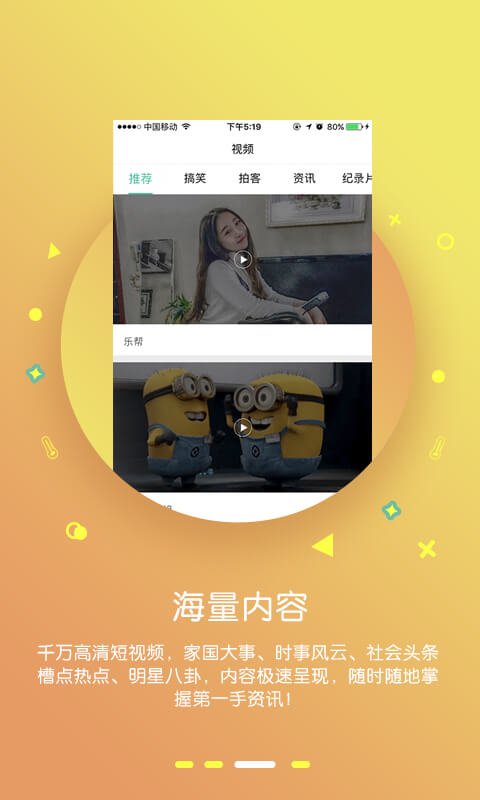 中国移动 下午5:19 80%
视频
推荐 搞笑 拍客 资讯 纪录片
乐帮
海量内容
千万高清短视频，家国大事、时事风云、社会头条
槽点热点、明星八卦，内容极速呈现，随时随地掌
握第一手资讯！